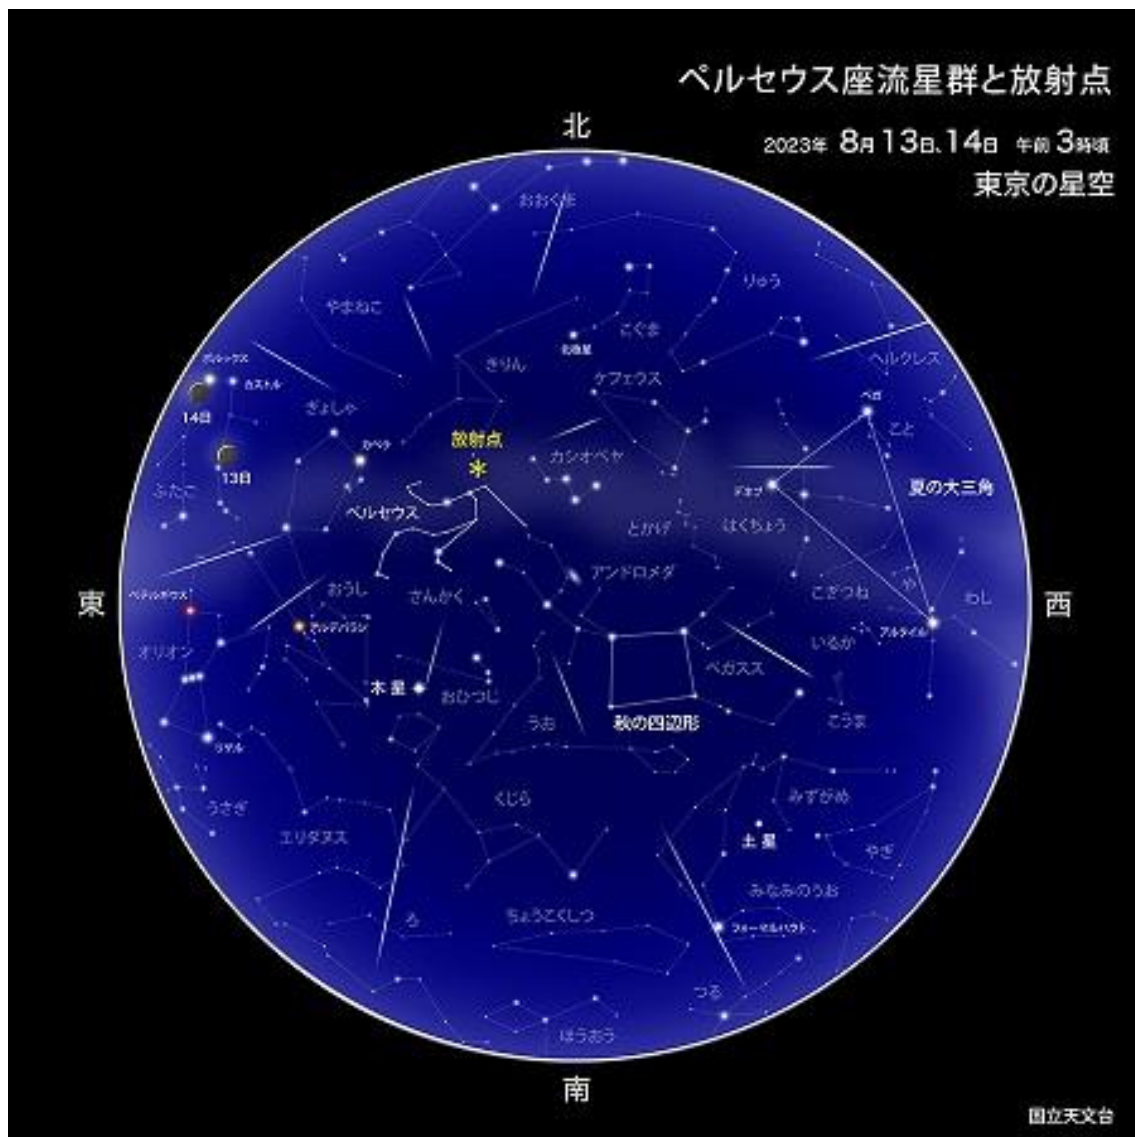 ペルセウス座流星群と放射点
2023年 8月13日、14日 午前 3時頃
東京の星空
北
おおぐま
りゅう
やまねこ
こぐま
北極星
きりん
ヘルクレス
ポルックス
カストル
ケフェウス
ベガ
14日
ぎょしゃ
こと
放射点
カペラ
カシオペヤ
13日
ふたご
デネブ
夏の大三角
ペルセウス
とかげ
はくちょう
アンドロメダ
おうし
さんかく
こぎつね
や
わし
ベテルギウス
東
西
アルデバラン
アルタイル
いるか
オリオン
ペガスス
木星
おひつじ
うお
秋の四辺形
こうま
リゲル
くじら
みずがめ
うさぎ
エリダヌス
土星
やぎ
みなみのうお
ろ
ちょうこくしつ
フォーマルハウト
つる
ほうおう
南
国立天文台